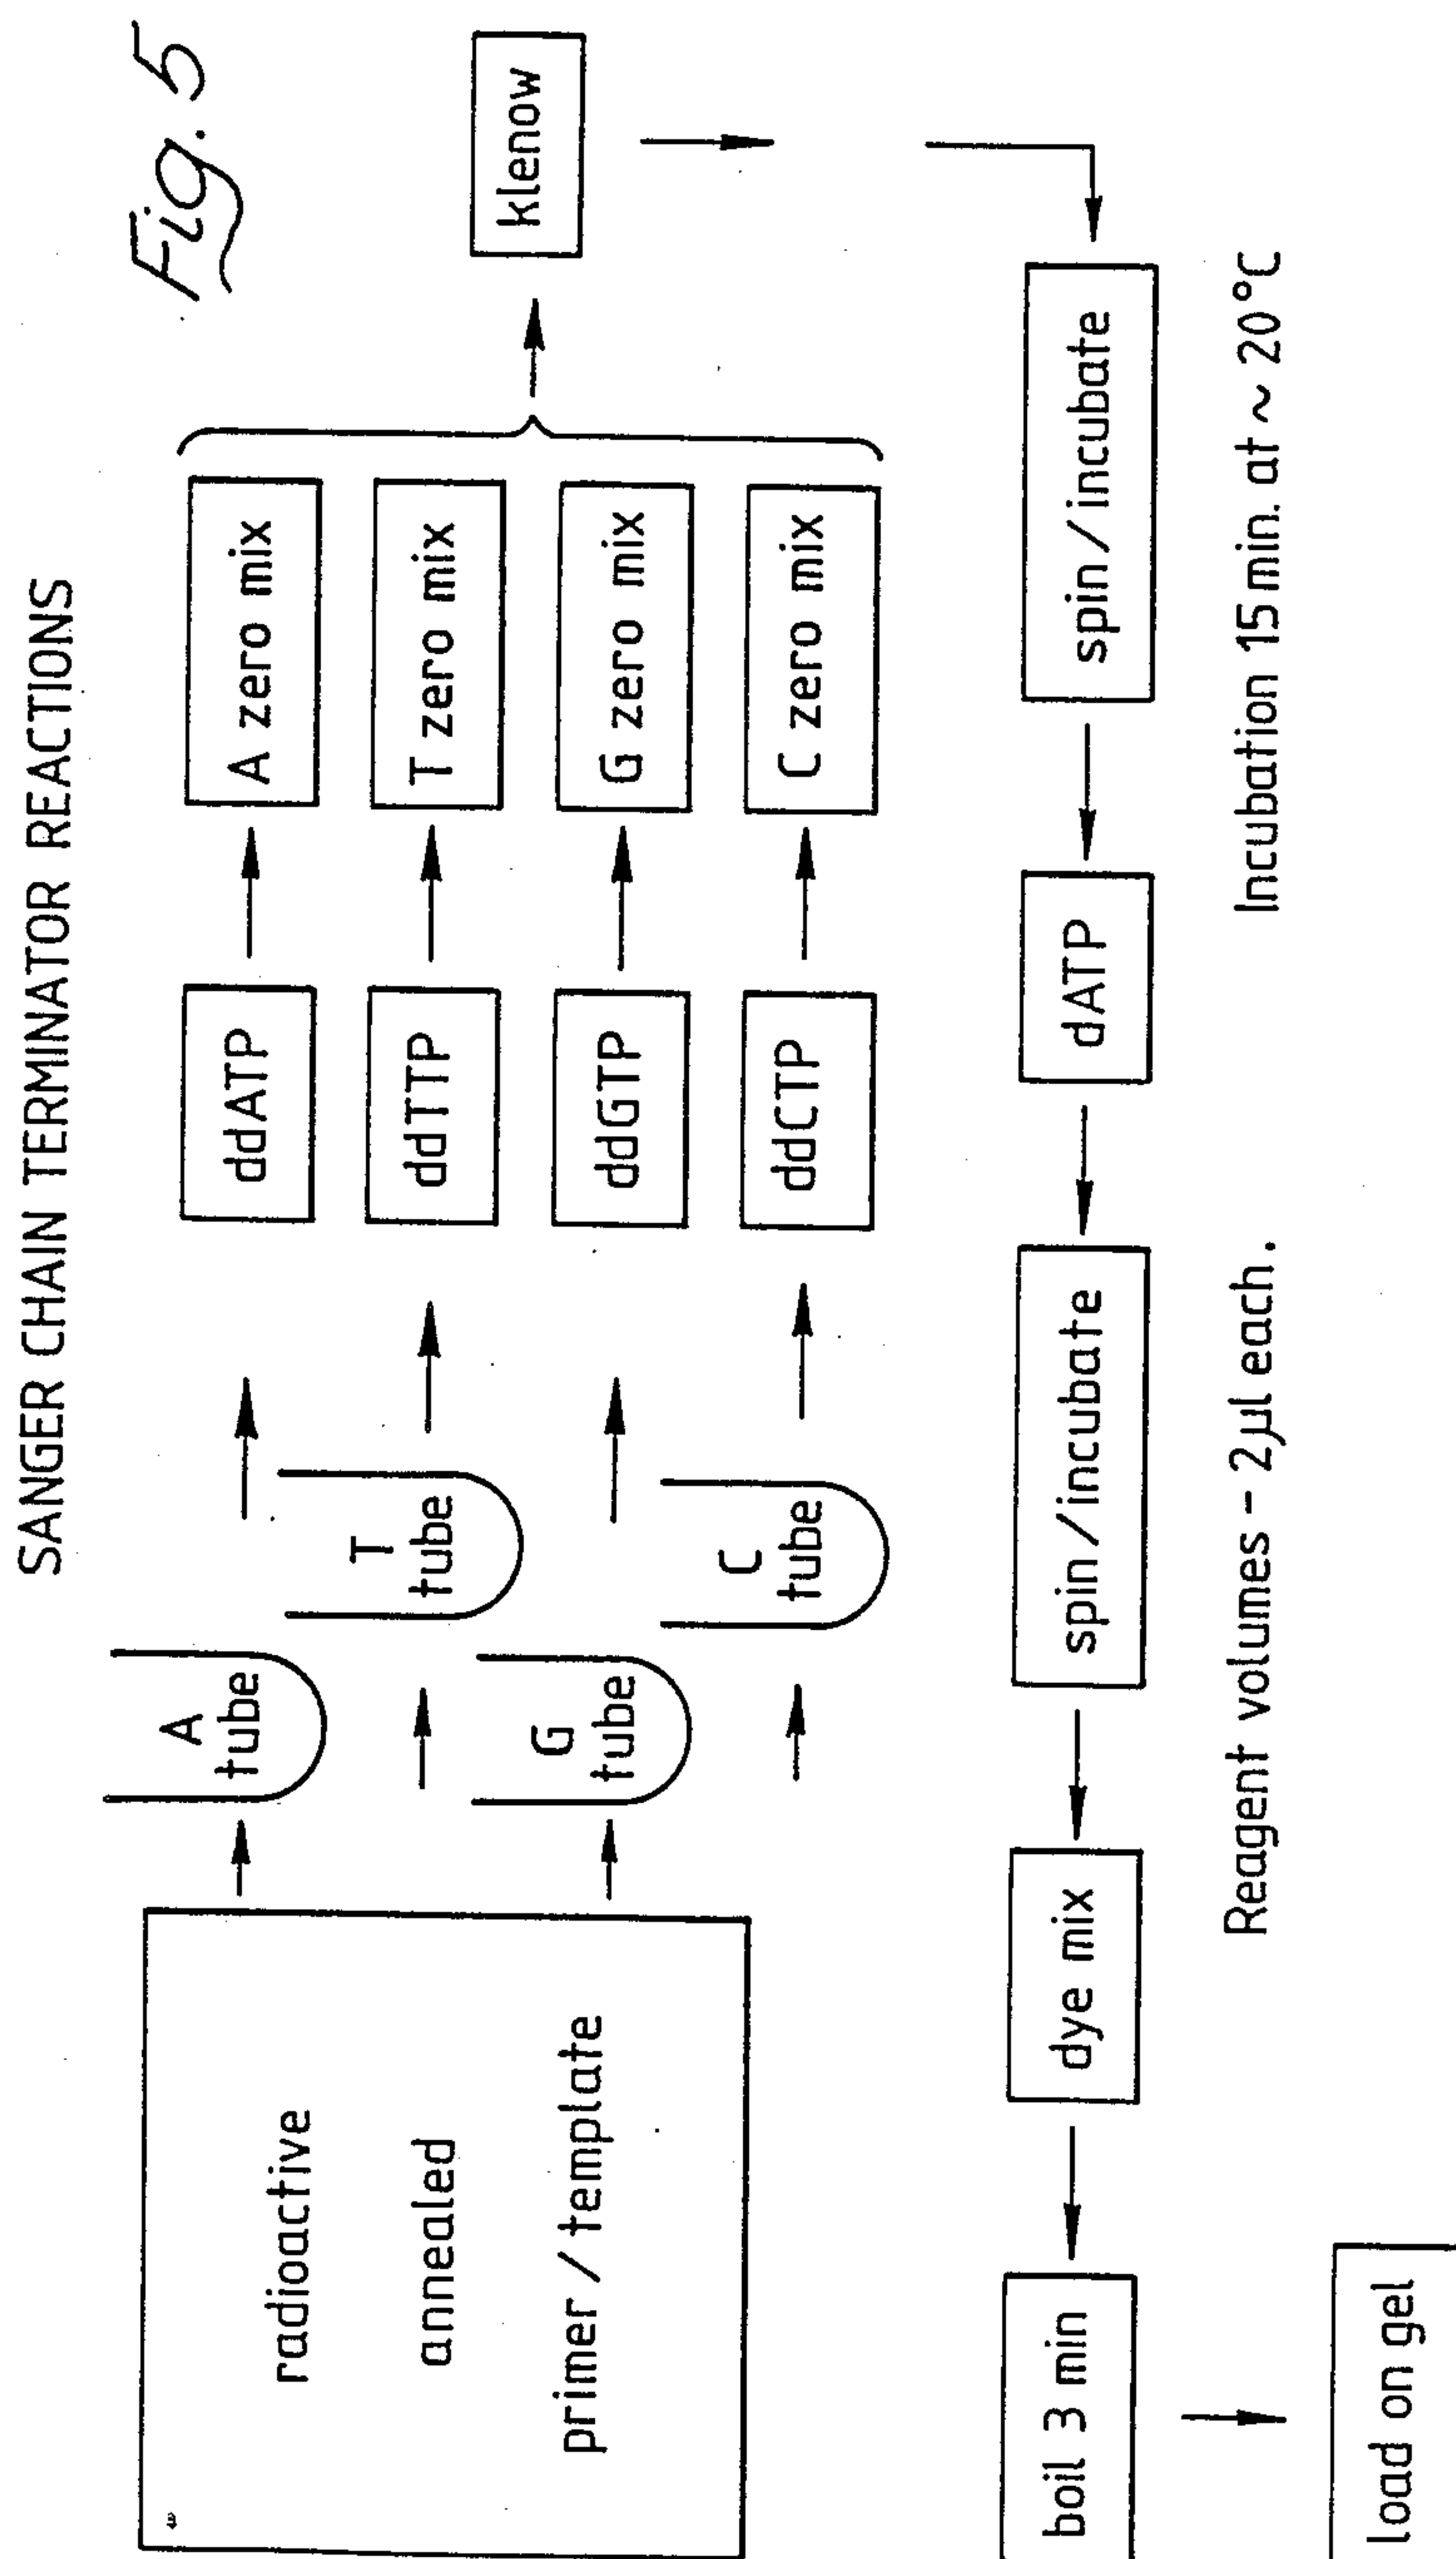 Fig. 5
SANGER CHAIN TERMINATOR REACTIONS
radioactive
annealed
primer / template
A
tube
T
tube
G
tube
C
tube
ddATP
ddTTP
ddGTP
ddCTP
A zero mix
T zero mix
G zero mix
C zero mix
klenow
spin / incubate
dATP
spin / incubate
dye mix
boil 3 min
load on gel
Reagent volumes - 2µl each.
Incubation 15 min. at ~ 20°C